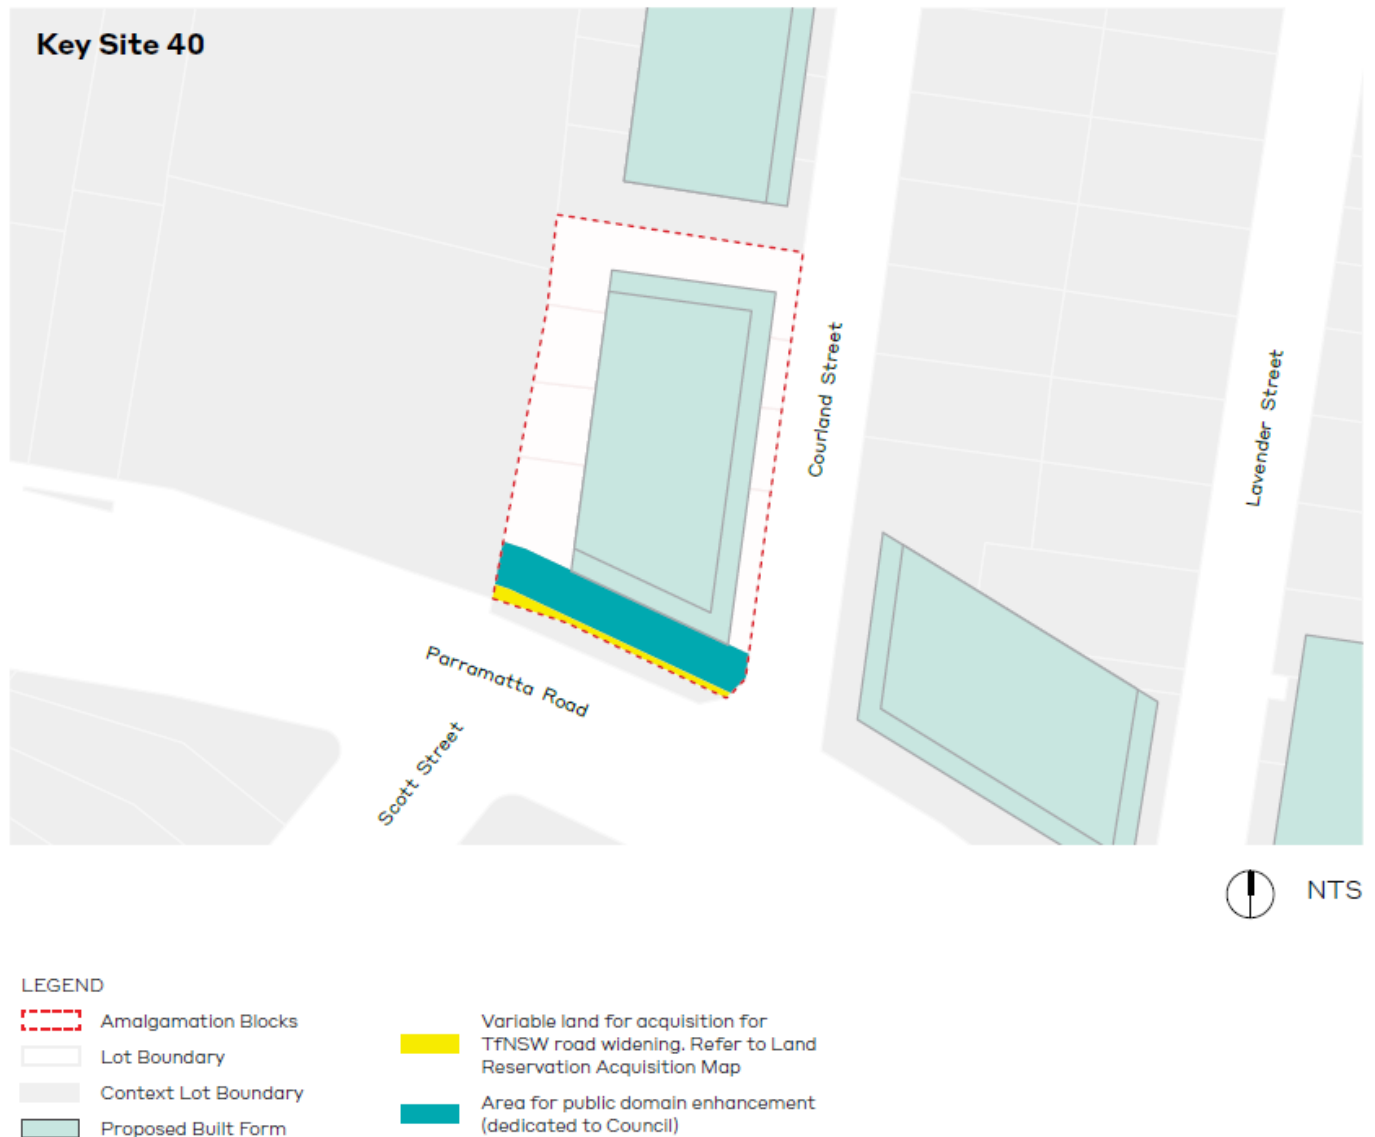 Key Site 40
Courland Street
Lavender Street
Parramatta Road
Scott Street
NTS
LEGEND
Amalgamation Blocks
Lot Boundary
Context Lot Boundary
Proposed Built Form
Variable land for acquisition for
TfNSW road widening. Refer to Land
Reservation Acquisition Map
Area for public domain enhancement
(dedicated to Council)